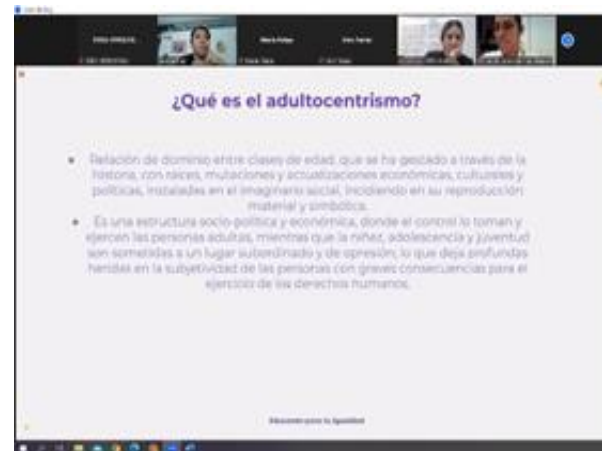 ¿Qué es el adultocentrismo?
Relación de dominio entre clases de edad, que se ha gestado a través de la
historia, con raíces, mutaciones y actualizaciones económicas, culturales y
políticas, instaladas en el imaginario social, incidiendo en su reproducción
material y simbólica.
Es una estructura socio-política y económica, donde el control lo toman y
ejercen las personas adultas, mientras que la niñez, adolescencia y juventud
son sometidas a un lugar subordinado y de opresión, lo que deja profundas
heridas en la subjetividad de las personas con graves consecuencias para el
ejercicio de los derechos humanos.
Educando para la Igualdad